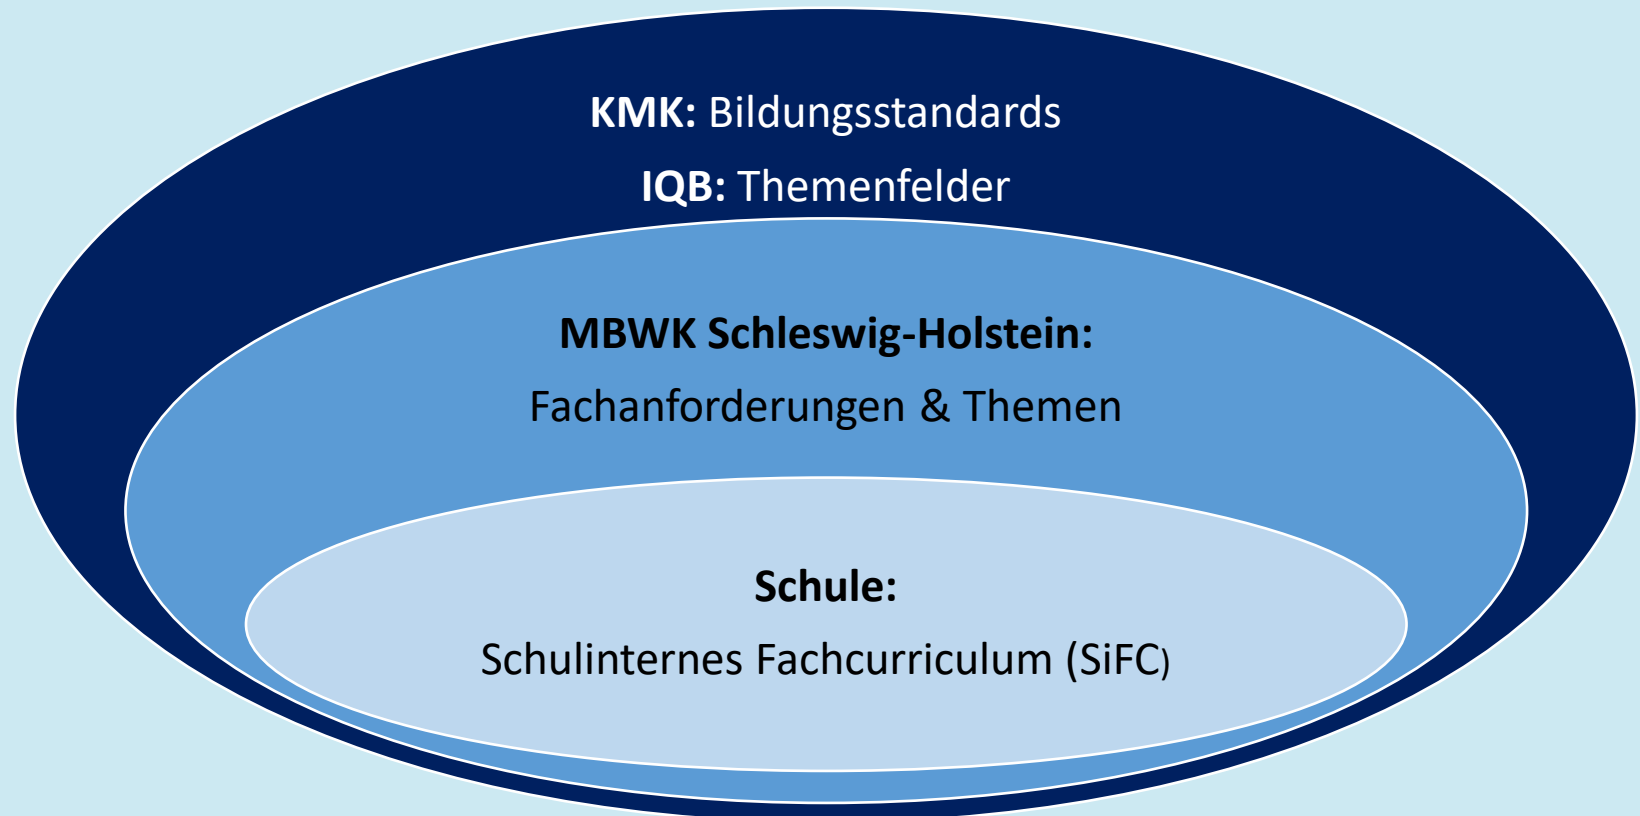 KMK: Bildungsstandards
IQB: Themenfelder
MBWK Schleswig-Holstein:
Fachanforderungen & Themen
Schule:
Schulinternes Fachcurriculum (SiFC)